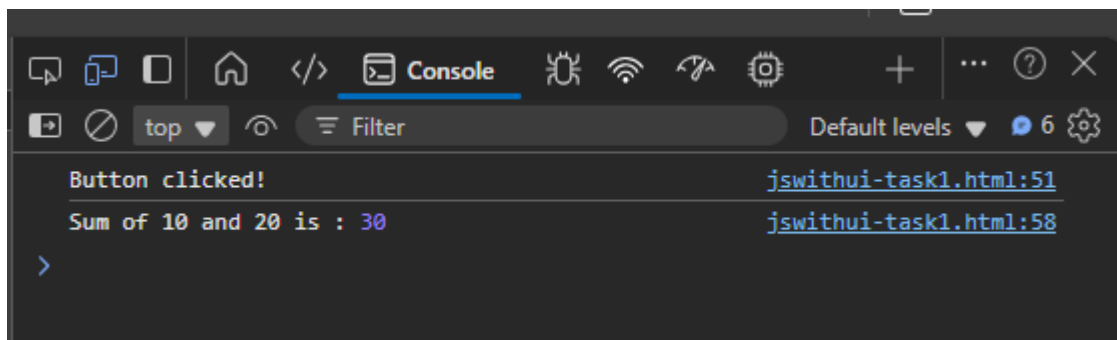 Console
top Filter Default levels 6
Button clicked! jswithui-task1.html:51
Sum of 10 and 20 is : 30 jswithui-task1.html:58